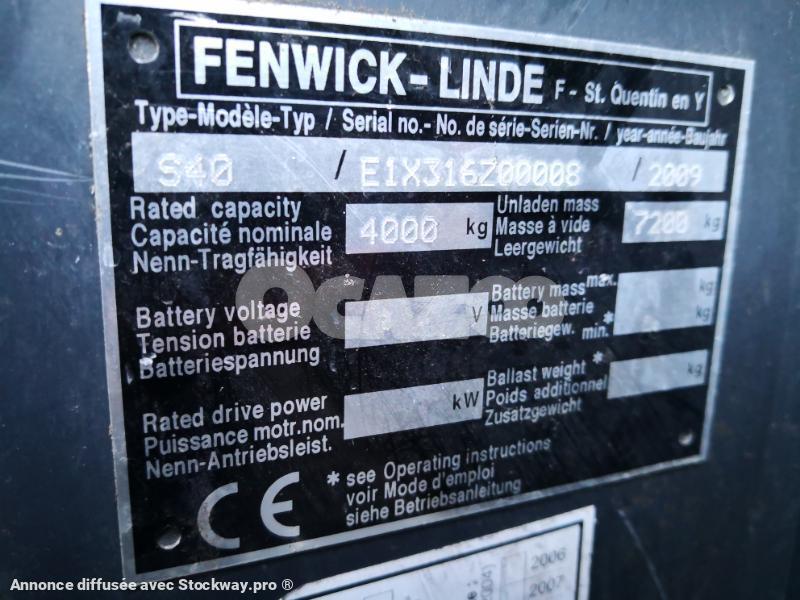 FENWICK - LINDE F - St. Quentin en Y
Type-Modèle-Typ / Serial no.- No. de série-Serien-Nr. / year-année-Baujahr
S40 / E1X316Z00008 / 2009
Rated capacity
Capacité nominale
Nenn-Tragfähigkeit
4000 kg
Unladen mass
Masse à vide
Leergewicht
7200 kg
Battery voltage
Tension batterie
Batteriespannung
V
Battery mass max. kg
Masse batterie
Batteriegew. * min. kg
Rated drive power
Puissance motr.nom.
Nenn-Antriebsleist.
kW
Ballast weight *
Poids additionnel
Zusatzgewicht
kg
* see Operating instructions
voir Mode d'emploi
siehe Betriebsanleitung
CE
OCAZOO
2006
2007
2004)
Annonce diffusée avec Stockway.pro ®